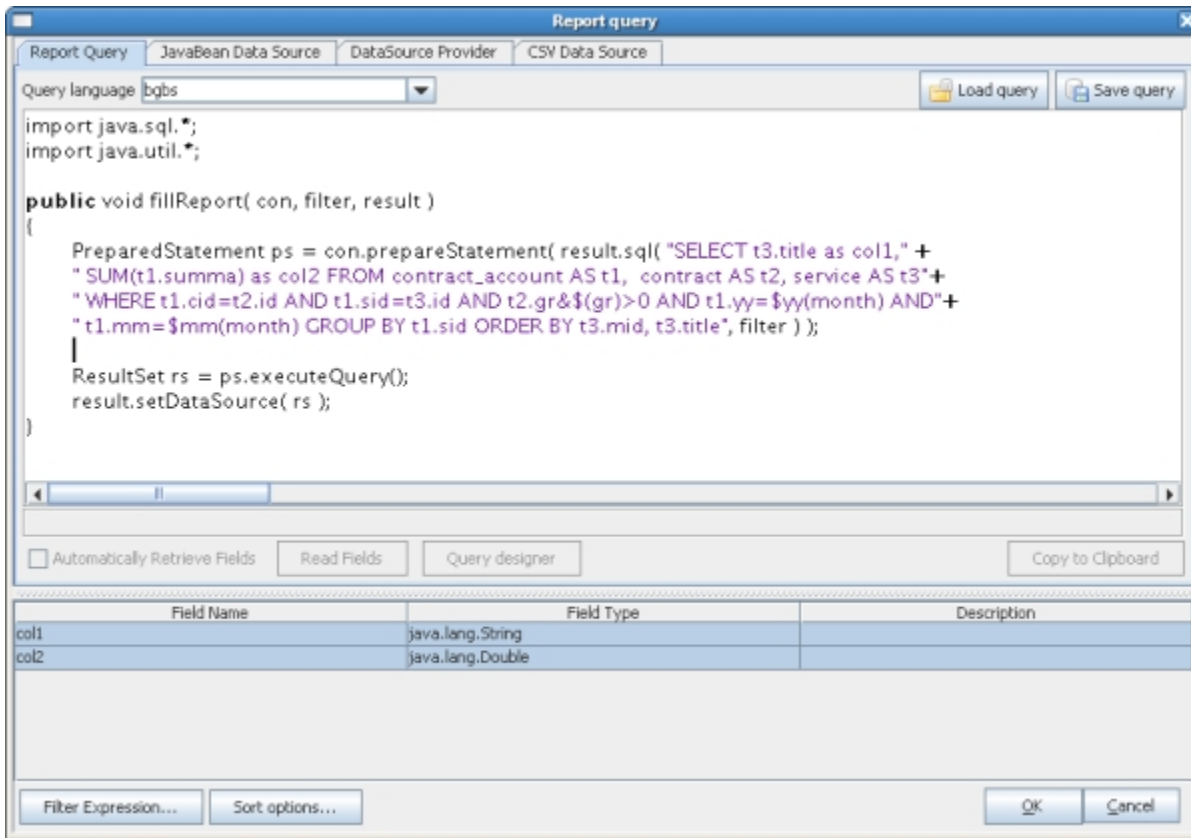 Report query
Report Query JavaBean Data Source DataSource Provider CSV Data Source
Query language bgbs Load query Save query
import java.sql.*;
import java.util.*;
public void fillReport( con, filter, result )
{
PreparedStatement ps = con.prepareStatement( result.sql( "SELECT t3.title as col1," +
" SUM(t1.summa) as col2 FROM contract_account AS t1, contract AS t2, service AS t3"+
" WHERE t1.cid=t2.id AND t1.sid=t3.id AND t2.gr&$(gr)>0 AND t1.yy=$yy(month) AND"+
" t1.mm=$mm(month) GROUP BY t1.sid ORDER BY t3.mid, t3.title", filter ) );
ResultSet rs = ps.executeQuery();
result.setDataSource( rs );
}
Automatically Retrieve Fields Read Fields Query designer Copy to Clipboard
Field Name Field Type Description
col1 java.lang.String
col2 java.lang.Double
Filter Expression... Sort options... OK Cancel